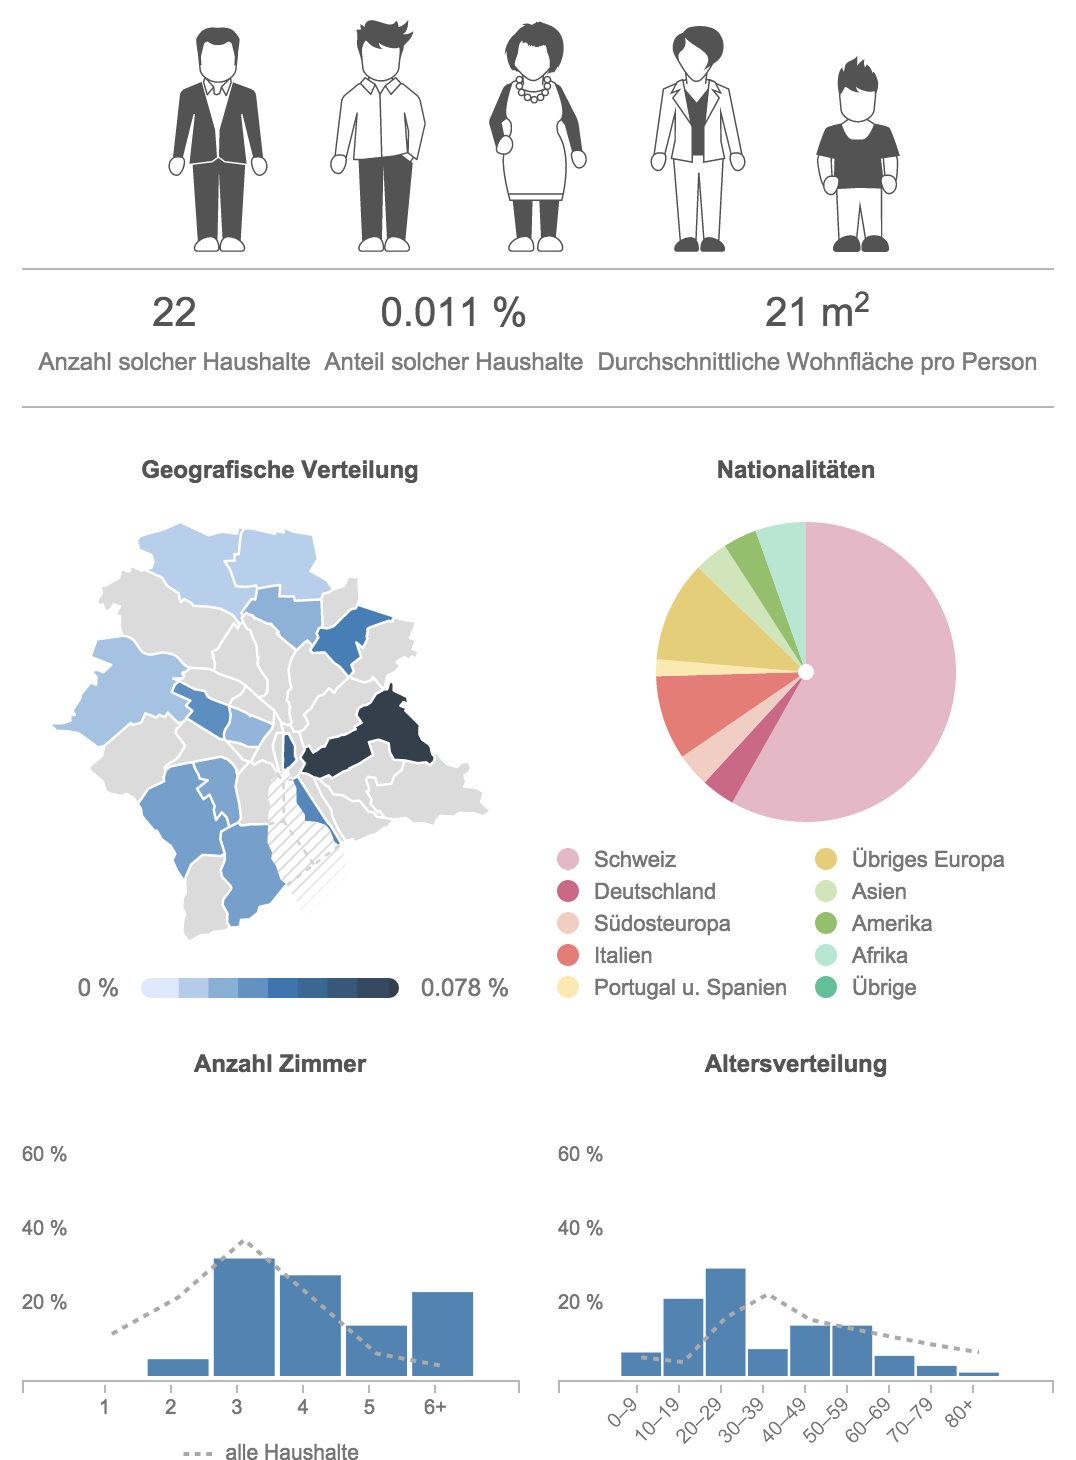 22 0.011 % 21 m²
Anzahl solcher Haushalte Anteil solcher Haushalte Durchschnittliche Wohnfläche pro Person
Geografische Verteilung
0 % 0.078 %
Nationalitäten
Schweiz
Deutschland
Südosteuropa
Italien
Portugal u. Spanien
Übriges Europa
Asien
Amerika
Afrika
Übrige
Anzahl Zimmer
60 %
40 %
20 %
1 2 3 4 5 6+
alle Haushalte
Altersverteilung
60 %
40 %
20 %
0–9 10–19 20–29 30–39 40–49 50–59 60–69 70–79 80+